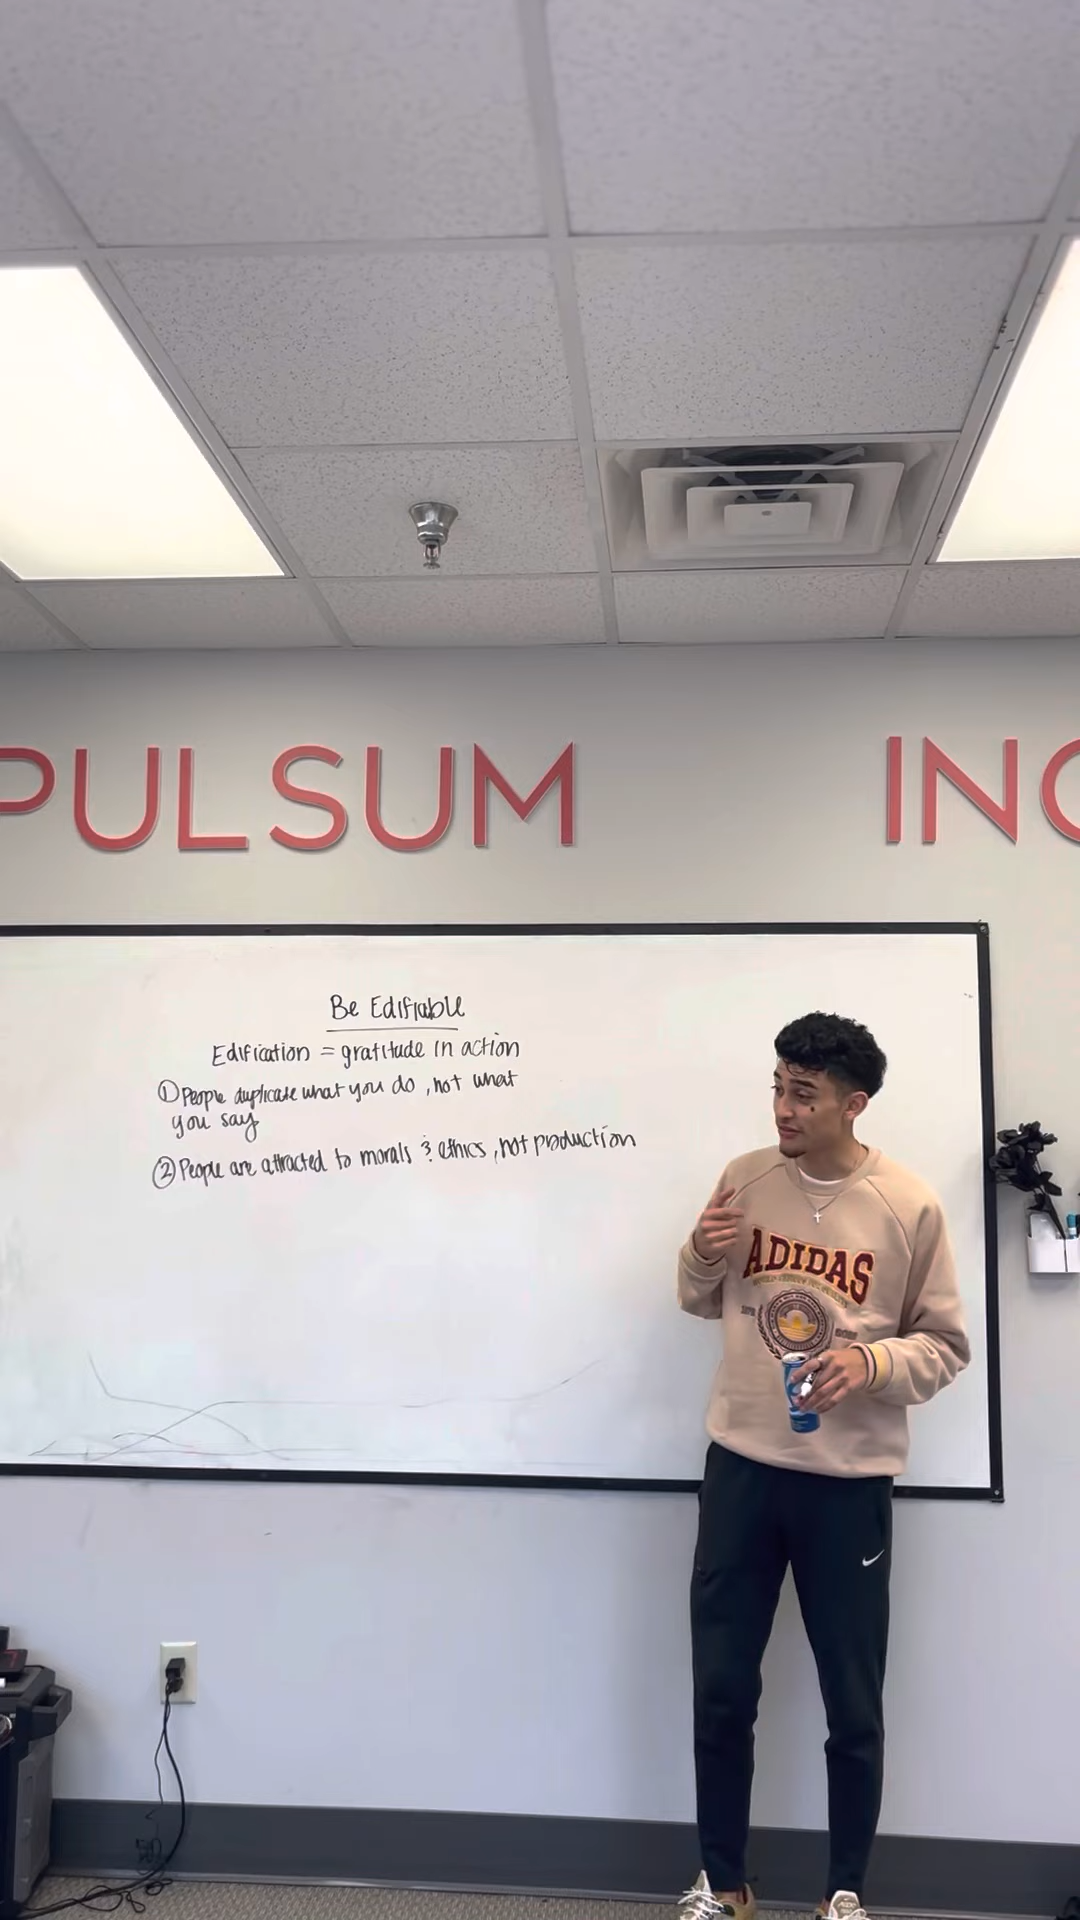 PULSUM INC
Be Edifiable
Edification = gratitude in action
① People duplicate what you do, not what
you say
② People are attracted to morals & ethics, not production
ADIDAS